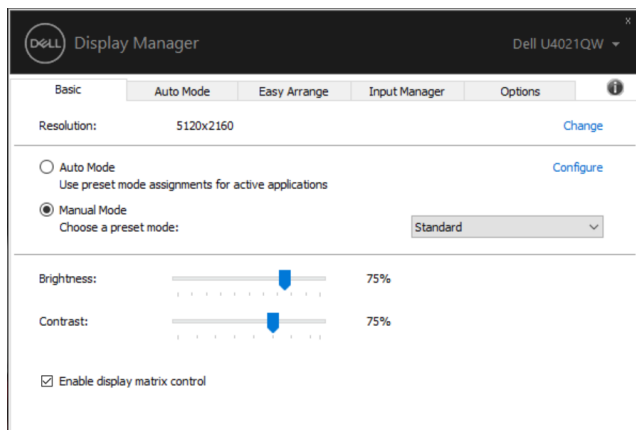 x
DELL Display Manager Dell U4021QW
Basic Auto Mode Easy Arrange Input Manager Options i
Resolution: 5120x2160 Change
Auto Mode Configure
Use preset mode assignments for active applications
Manual Mode
Choose a preset mode: Standard
Brightness: 75%
Contrast: 75%
Enable display matrix control